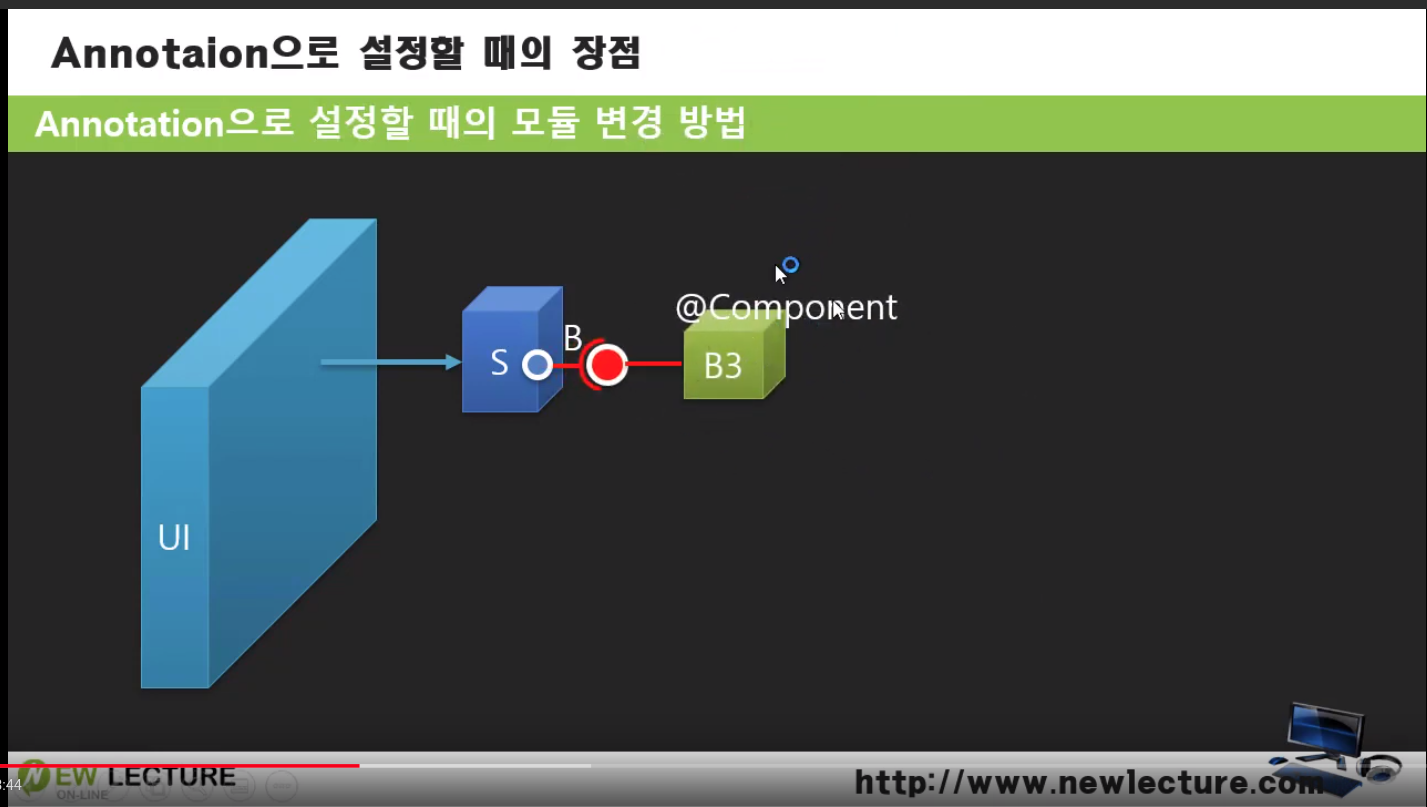 Annotaion으로 설정할 때의 장점
Annotation으로 설정할 때의 모듈 변경 방법
@Component
B
S
B3
UI
NEW LECTURE
ON-LINE
http://www.newlecture.com